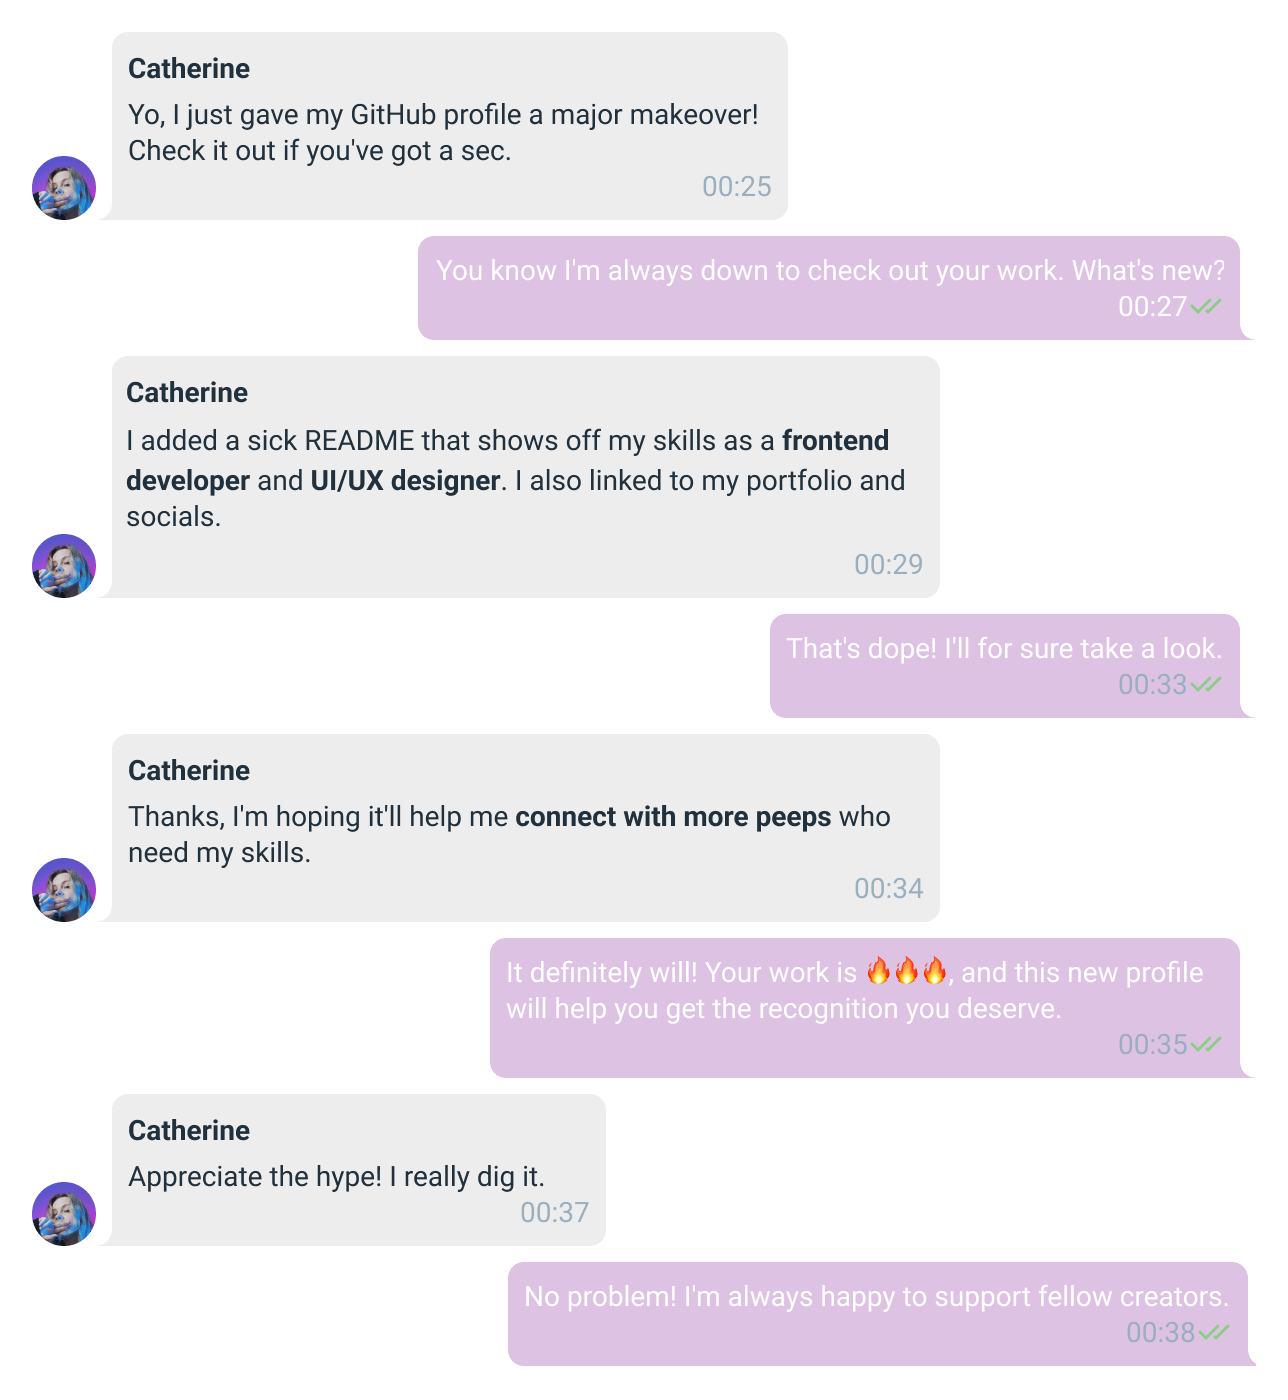 Catherine
Yo, I just gave my GitHub profile a major makeover!
Check it out if you've got a sec.
00:25
You know I'm always down to check out your work. What's new?
00:27
Catherine
I added a sick README that shows off my skills as a frontend
developer and UI/UX designer. I also linked to my portfolio and
socials.
00:29
That's dope! I'll for sure take a look.
00:33
Catherine
Thanks, I'm hoping it'll help me connect with more peeps who
need my skills.
00:34
It definitely will! Your work is 🔥🔥🔥, and this new profile
will help you get the recognition you deserve.
00:35
Catherine
Appreciate the hype! I really dig it.
00:37
No problem! I'm always happy to support fellow creators.
00:38